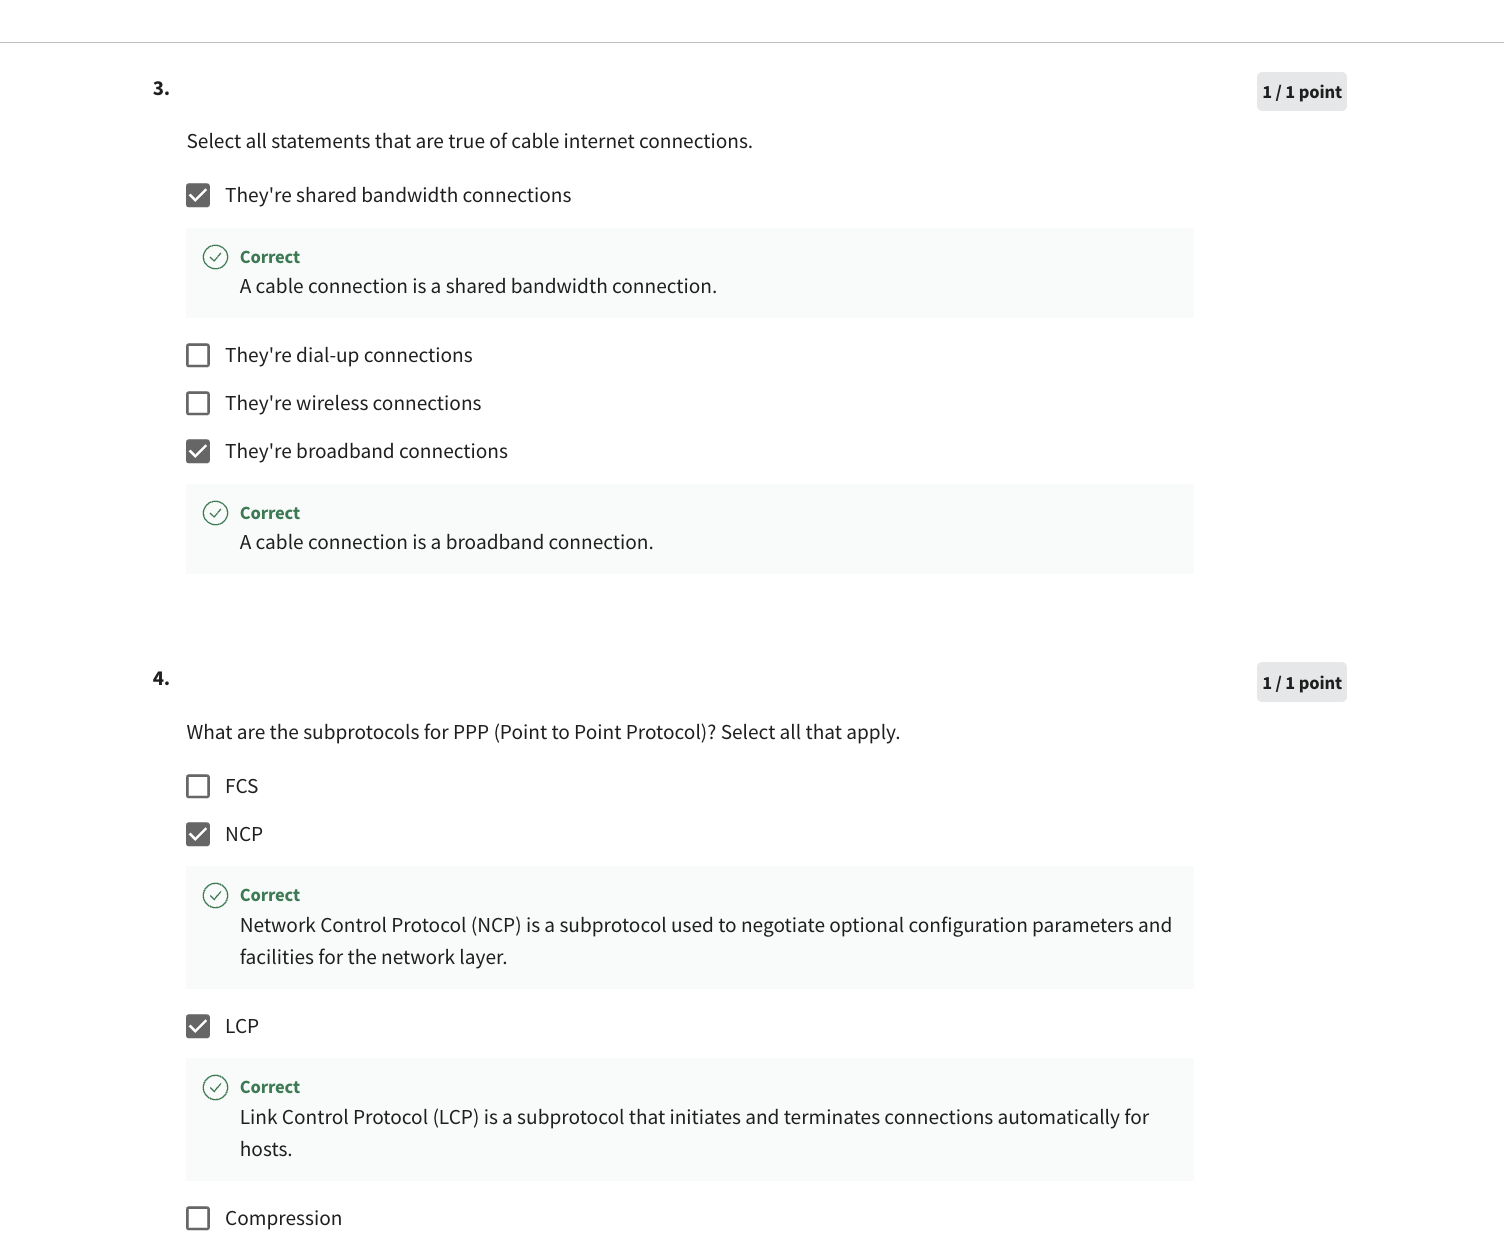 3.
1 / 1 point
Select all statements that are true of cable internet connections.
They're shared bandwidth connections
Correct
A cable connection is a shared bandwidth connection.
They're dial-up connections
They're wireless connections
They're broadband connections
Correct
A cable connection is a broadband connection.
4.
1 / 1 point
What are the subprotocols for PPP (Point to Point Protocol)? Select all that apply.
FCS
NCP
Correct
Network Control Protocol (NCP) is a subprotocol used to negotiate optional configuration parameters and
facilities for the network layer.
LCP
Correct
Link Control Protocol (LCP) is a subprotocol that initiates and terminates connections automatically for
hosts.
Compression